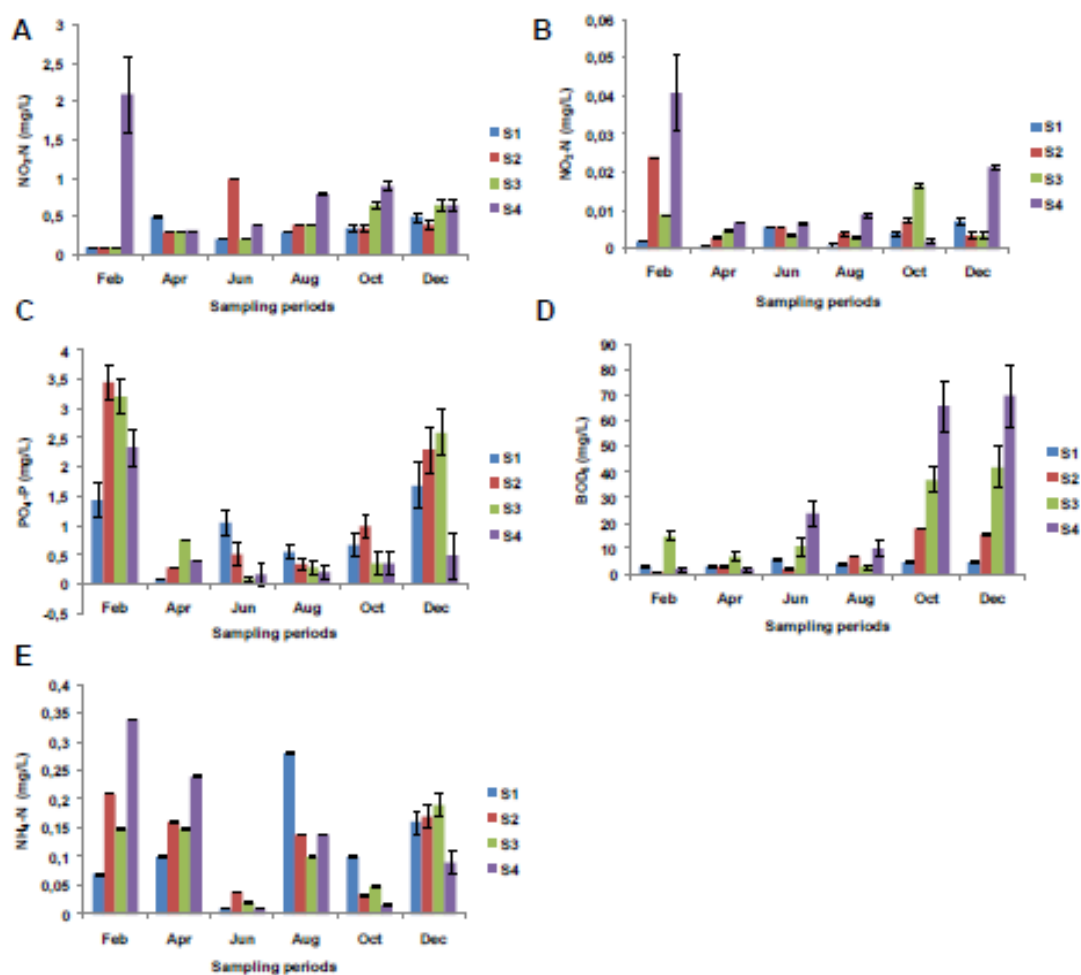 A
NO₃-N (mg/L)
3
2,5
2
1,5
1
0,5
0
Feb Apr Jun Aug Oct Dec
Sampling periods
S1
S2
S3
S4
B
NO₂-N (mg/L)
0,06
0,05
0,04
0,03
0,02
0,01
0
Feb Apr Jun Aug Oct Dec
Sampling periods
S1
S2
S3
S4
C
PO₄-P (mg/L)
4
3,5
3
2,5
2
1,5
1
0,5
0
-0,5
Feb Apr Jun Aug Oct Dec
Sampling periods
S1
S2
S3
S4
D
BOD₅ (mg/L)
90
80
70
60
50
40
30
20
10
0
Feb Apr Jun Aug Oct Dec
Sampling periods
S1
S2
S3
S4
E
NH₄-N (mg/L)
0,4
0,35
0,3
0,25
0,2
0,15
0,1
0,05
0
Feb Apr Jun Aug Oct Dec
Sampling periods
S1
S2
S3
S4